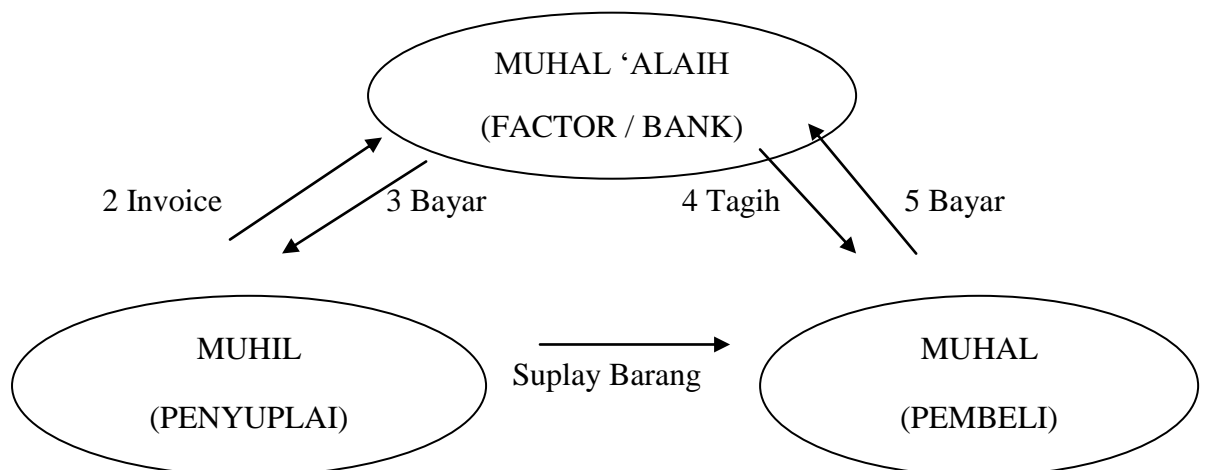 MUHAL ‘ALAIH
(FACTOR / BANK)
2 Invoice
3 Bayar
4 Tagih
5 Bayar
MUHIL
(PENYUPLAI)
Suplay Barang
MUHAL
(PEMBELI)